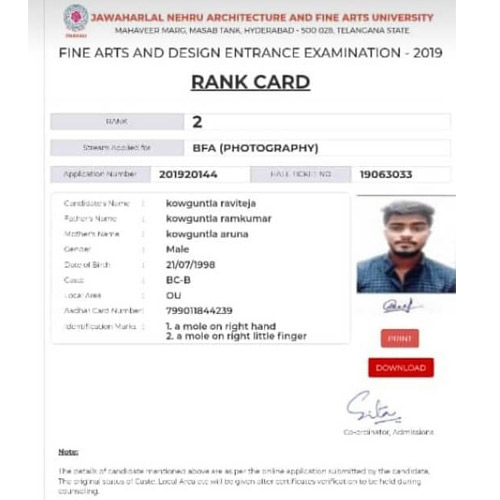 JAWAHARLAL NEHRU ARCHITECTURE AND FINE ARTS UNIVERSITY
MAHAVEER MARG, MASAB TANK, HYDERABAD - 500 028, TELANGANA STATE
FINE ARTS AND DESIGN ENTRANCE EXAMINATION - 2019
RANK CARD
RANK 2
Stream Applied for BFA (PHOTOGRAPHY)
Application Number 201920144 HALL TICKET NO 19063033
Candidate's Name : kowguntla raviteja
Father's Name : kowguntla ramkumar
Mother's Name : kowguntla aruna
Gender : Male
Date of Birth : 21/07/1998
Caste : BC-B
Local Area : OU
Aadhar Card Number : 799011844239
Identification Marks : 1. a mole on right hand
2. a mole on right little finger
PRINT
DOWNLOAD
Sita
Co-ordinator, Admissions
Note:
The details of candidate mentioned above are as per the online application submitted by the candidate.
The original status of Caste, Local Area etc will be given after certificates verification to be held during
counseling.